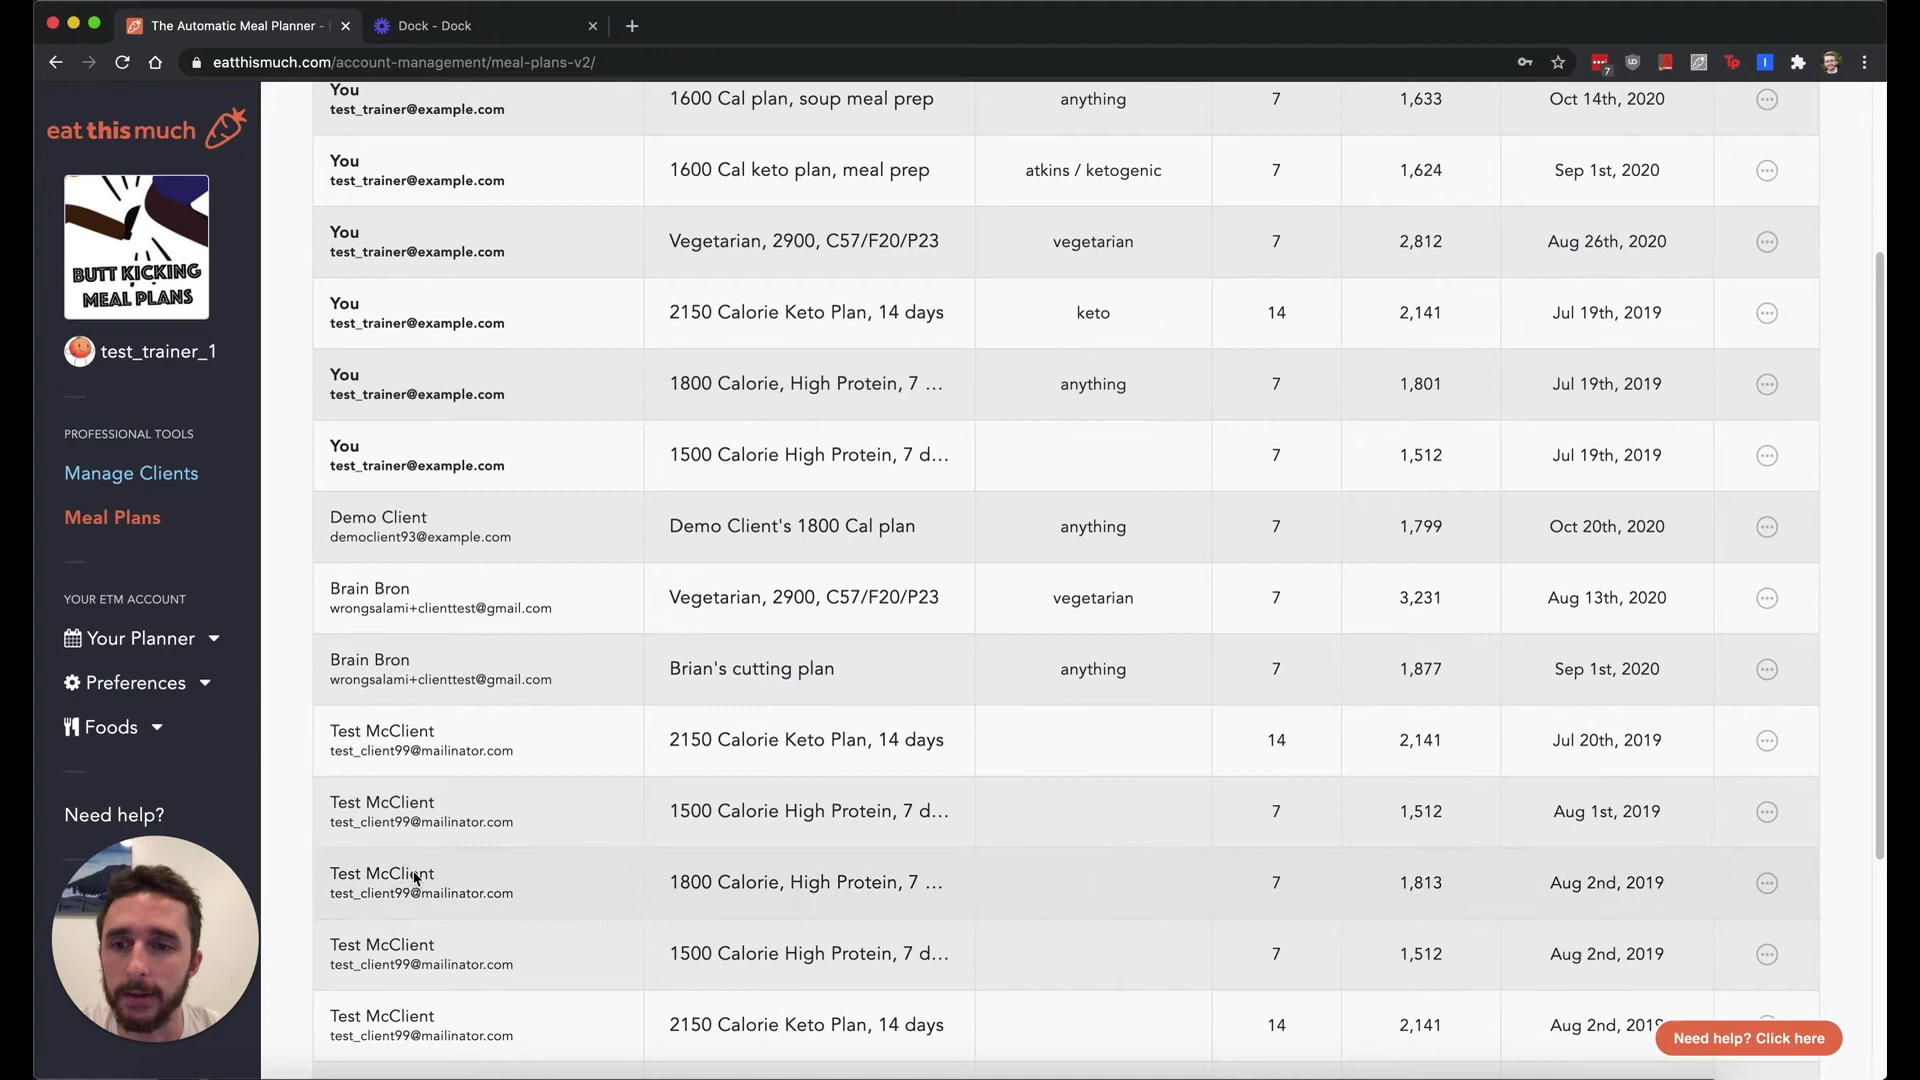 The Automatic Meal Planner -
Dock - Dock
eatthismuch.com/account-management/meal-plans-v2/
7
eat this much
BUTT KICKING
MEAL PLANS
test_trainer_1
PROFESSIONAL TOOLS
Manage Clients
Meal Plans
YOUR ETM ACCOUNT
Your Planner
Preferences
Foods
Need help?
You
test_trainer@example.com
1600 Cal plan, soup meal prep
anything
7
1,633
Oct 14th, 2020
You
test_trainer@example.com
1600 Cal keto plan, meal prep
atkins / ketogenic
7
1,624
Sep 1st, 2020
You
test_trainer@example.com
Vegetarian, 2900, C57/F20/P23
vegetarian
7
2,812
Aug 26th, 2020
You
test_trainer@example.com
2150 Calorie Keto Plan, 14 days
keto
14
2,141
Jul 19th, 2019
You
test_trainer@example.com
1800 Calorie, High Protein, 7 ...
anything
7
1,801
Jul 19th, 2019
You
test_trainer@example.com
1500 Calorie High Protein, 7 d...
7
1,512
Jul 19th, 2019
Demo Client
democlient93@example.com
Demo Client's 1800 Cal plan
anything
7
1,799
Oct 20th, 2020
Brain Bron
wrongsalami+clienttest@gmail.com
Vegetarian, 2900, C57/F20/P23
vegetarian
7
3,231
Aug 13th, 2020
Brain Bron
wrongsalami+clienttest@gmail.com
Brian's cutting plan
anything
7
1,877
Sep 1st, 2020
Test McClient
test_client99@mailinator.com
2150 Calorie Keto Plan, 14 days
14
2,141
Jul 20th, 2019
Test McClient
test_client99@mailinator.com
1500 Calorie High Protein, 7 d...
7
1,512
Aug 1st, 2019
Test McClient
test_client99@mailinator.com
1800 Calorie, High Protein, 7 ...
7
1,813
Aug 2nd, 2019
Test McClient
test_client99@mailinator.com
1500 Calorie High Protein, 7 d...
7
1,512
Aug 2nd, 2019
Test McClient
test_client99@mailinator.com
2150 Calorie Keto Plan, 14 days
14
2,141
Aug 2nd, 2019
Need help? Click here